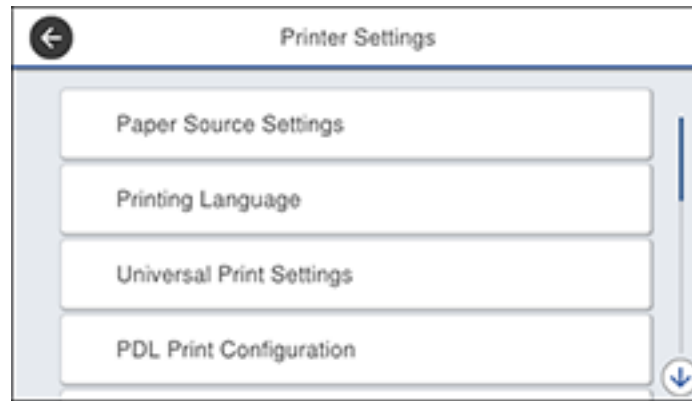 Printer Settings
Paper Source Settings
Printing Language
Universal Print Settings
PDL Print Configuration